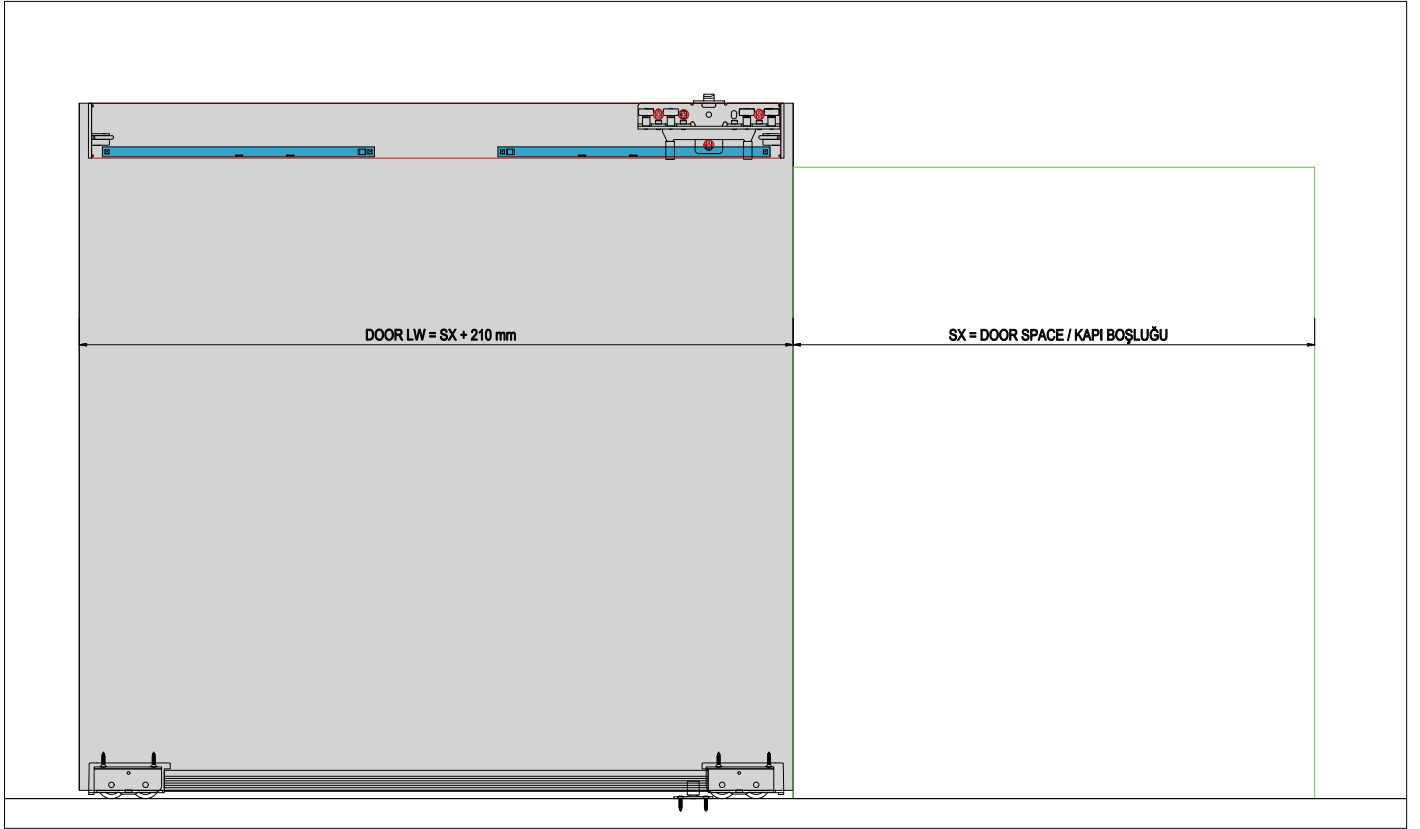 DOOR LW = SX + 210 mm
SX = DOOR SPACE / KAPI BOŞLUĞU